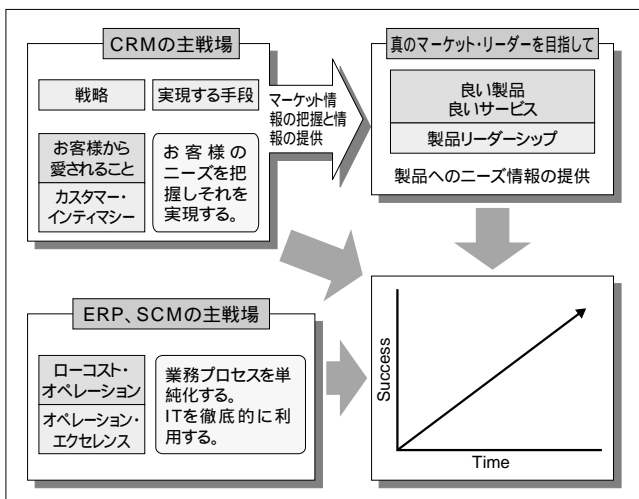 CRMの主戦場
戦略
実現する手段
お客様から
愛されること
カスタマー・
インティマシー
お客様の
ニーズを把
握しそれを
実現する。
マーケット情
報の把握と情
報の提供
真のマーケット・リーダーを目指して
良い製品
良いサービス
製品リーダーシップ
製品へのニーズ情報の提供
ERP、SCMの主戦場
ローコスト・
オペレーション
オペレーション・
エクセレンス
業務プロセスを単
純化する。
ITを徹底的に利
用する。
Success
Time